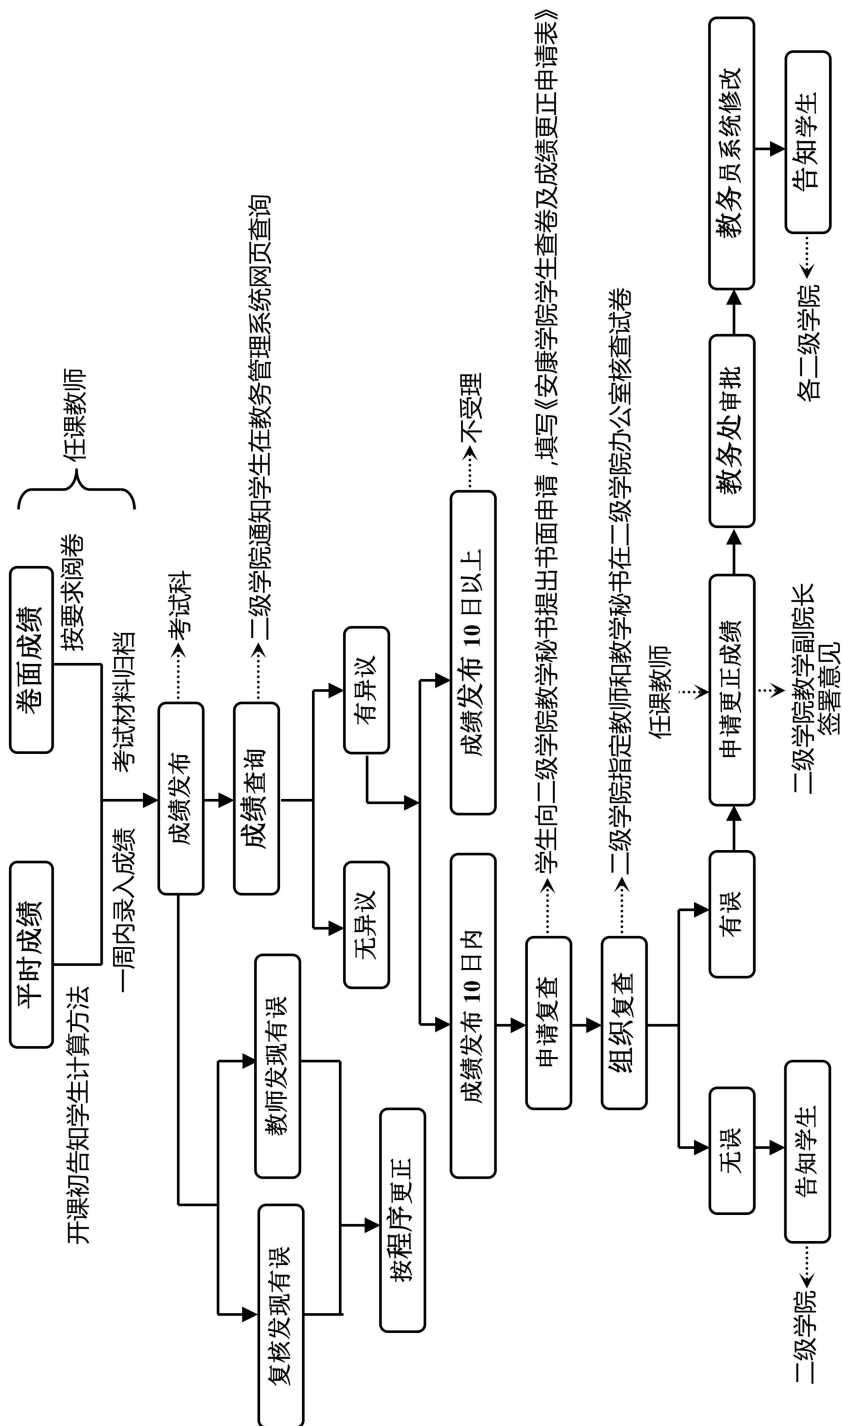 平时成绩
卷面成绩
任课教师
开课初告知学生计算方法
按要求阅卷
一周内录入成绩
考试材料归档
成绩发布
考试科
成绩查询
二级学院通知学生在教务管理系统网页查询
复核发现有误
教师发现有误
无异议
有异议
按程序更正
成绩发布 10 日内
成绩发布 10 日以上
不受理
申请复查
学生向二级学院教学秘书提出书面申请,填写《安康学院学生查卷及成绩更正申请表》
组织复查
二级学院指定教师和教学秘书在二级学院办公室核查试卷
任课教师
无误
有误
申请更正成绩
教务处审批
教务员系统修改
二级学院
告知学生
二级学院教学副院长
签署意见
各二级学院
告知学生